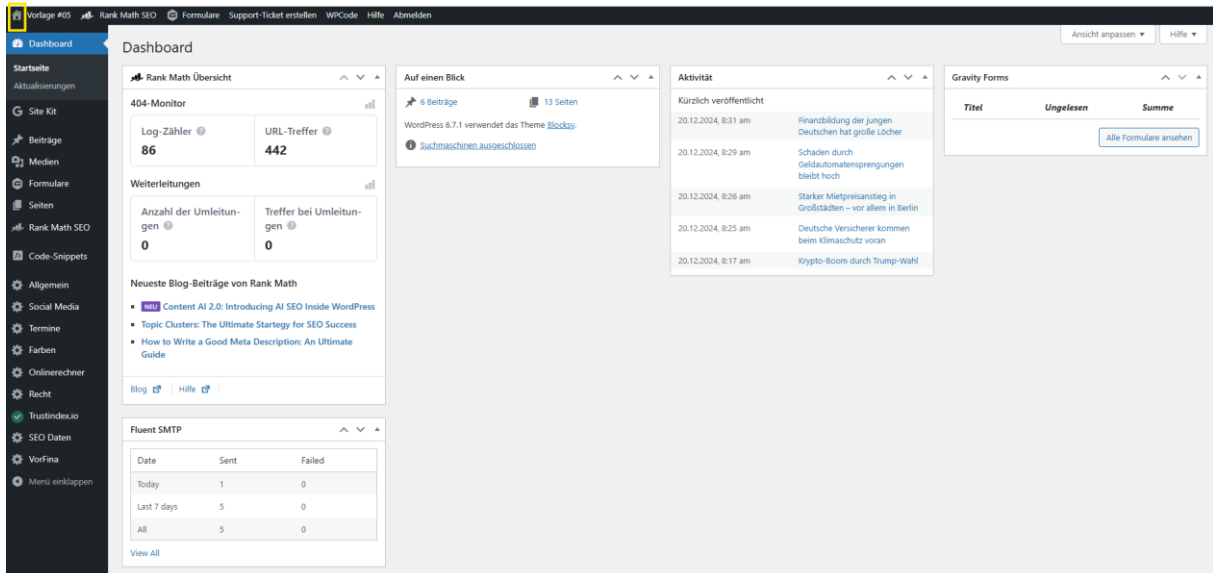 Vorlage #05 Rank Math SEO Formulare Support-Ticket erstellen WPCode Hilfe Abmelden
Ansicht anpassen ▼ Hilfe ▼
Dashboard
Startseite
Aktualisierungen
Site Kit
Beiträge
Medien
Formulare
Seiten
Rank Math SEO
Code-Snippets
Allgemein
Social Media
Termine
Farben
Onlinerechner
Recht
Trustindex.io
SEO Daten
VorFina
Menü einklappen
Dashboard
Rank Math Übersicht
404-Monitor
Log-Zähler
86
URL-Treffer
442
Weiterleitungen
Anzahl der Umleitun-
gen
0
Treffer bei Umleitun-
gen
0
Neueste Blog-Beiträge von Rank Math
NEU Content AI 2.0: Introducing AI SEO Inside WordPress
Topic Clusters: The Ultimate Startegy for SEO Success
How to Write a Good Meta Description: An Ultimate
Guide
Blog Hilfe
Fluent SMTP
Date Sent Failed
Today 1 0
Last 7 days 5 0
All 5 0
View All
Auf einen Blick
6 Beiträge 13 Seiten
WordPress 6.7.1 verwendet das Theme Blocksy.
Suchmaschinen ausgeschlossen
Aktivität
Kürzlich veröffentlicht
20.12.2024, 8:31 am Finanzbildung der jungen
Deutschen hat große Löcher
20.12.2024, 8:29 am Schaden durch
Geldautomatensprengungen
bleibt hoch
20.12.2024, 8:26 am Starker Mietpreisanstieg in
Großstädten – vor allem in Berlin
20.12.2024, 8:25 am Deutsche Versicherer kommen
beim Klimaschutz voran
20.12.2024, 8:17 am Krypto-Boom durch Trump-Wahl
Gravity Forms
Titel Ungelesen Summe
Alle Formulare ansehen